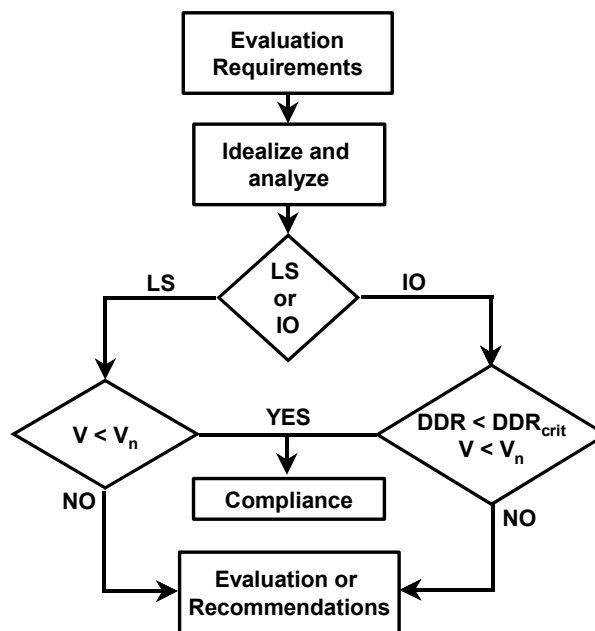 Evaluation
Requirements
Idealize and
analyze
LS
or
IO
LS
IO
V < Vn
YES
DDR < DDRcrit
V < Vn
NO
Compliance
NO
Evaluation or
Recommendations